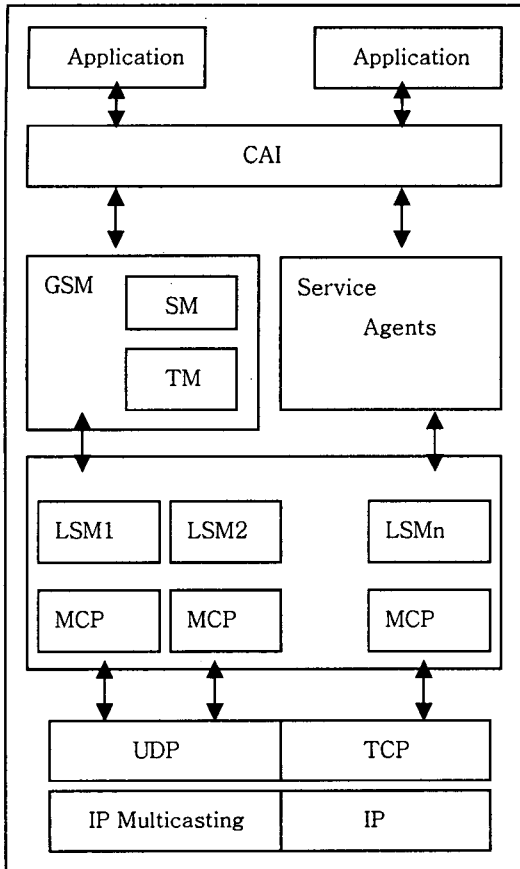 Application Application
CAI
GSM
SM
TM
Service
Agents
LSM1 LSM2 LSMn
MCP MCP MCP
UDP TCP
IP Multicasting IP